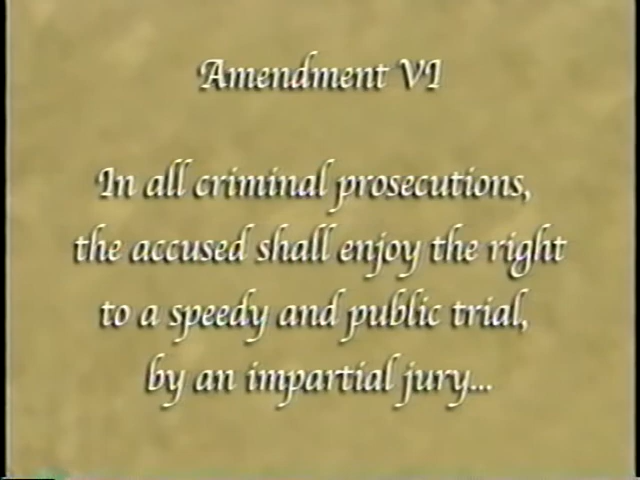 Amendment VI
In all criminal prosecutions,
the accused shall enjoy the right
to a speedy and public trial,
by an impartial jury...